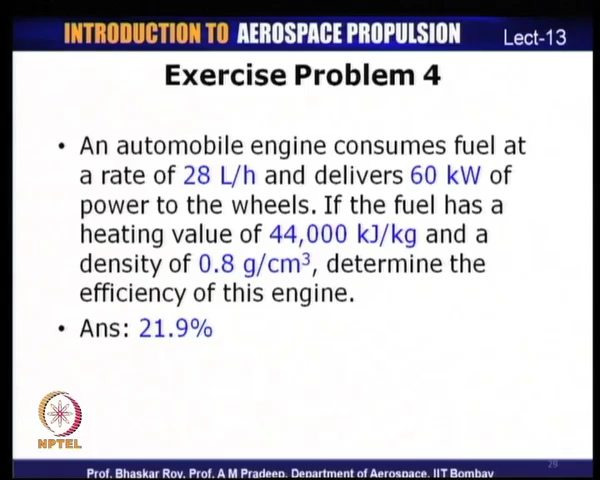 INTRODUCTION TO AEROSPACE PROPULSION Lect-13
Exercise Problem 4
• An automobile engine consumes fuel at
a rate of 28 L/h and delivers 60 kW of
power to the wheels. If the fuel has a
heating value of 44,000 kJ/kg and a
density of 0.8 g/cm³, determine the
efficiency of this engine.
• Ans: 21.9%
NPTEL
29
Prof. Bhaskar Roy, Prof. A M Pradeep, Department of Aerospace, IIT Bombay